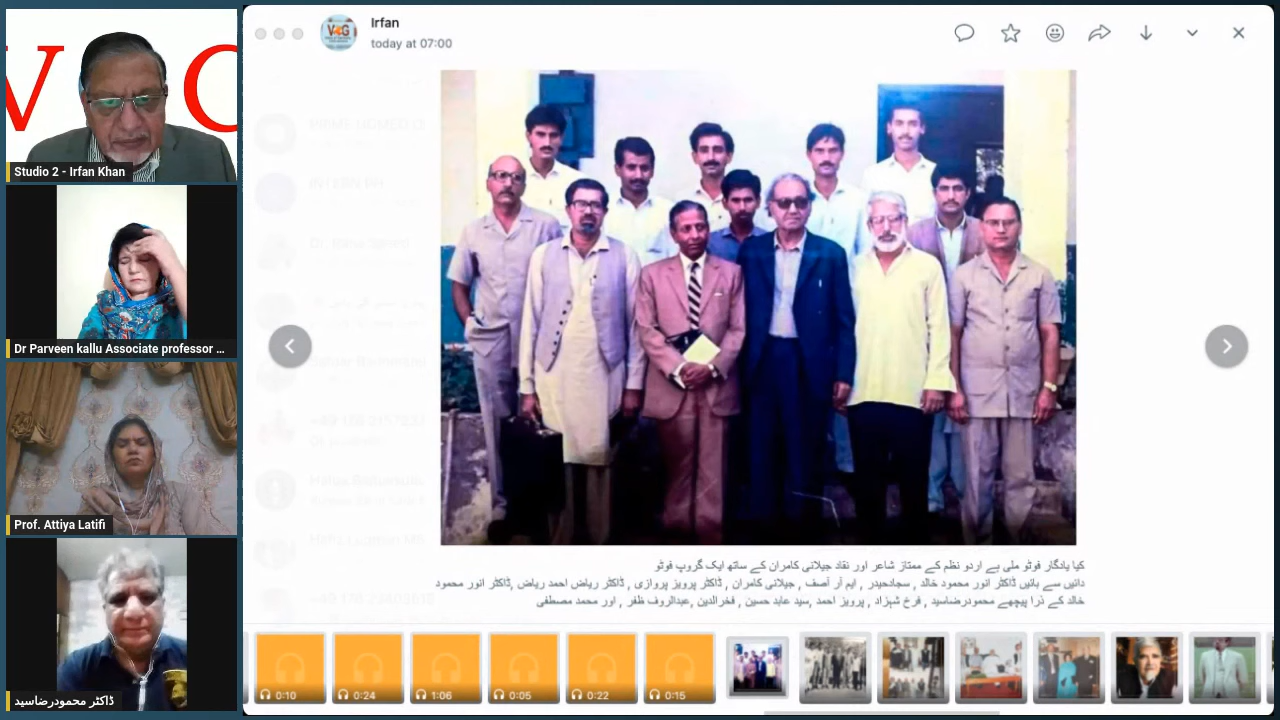 V G
Studio 2 - Irfan Khan
Dr Parveen kallu Associate professor ...
Prof. Attiya Latifi
ڈاکٹر محمودرضاسید
Irfan
today at 07:00
کیا یادگار فوٹو ملی ہے اردو نظم کے ممتاز شاعر اور نقاد جیلانی کامران کے ساتھ ایک گروپ فوٹو
دائیں سے بائیں ڈاکٹر انور محمود خالد , سجادحیدر , ایم آر آصف , جیلانی کامران , ڈاکٹر پرویز پروازی , ڈاکٹر ریاض احمد ریاض ,ڈاکٹر انور محمود
خالد کے ذرا پیچھے محمودرضاسید , فرخ شہزاد , پرویز احمد ,سید عابد حسین , فخرالدین ,عبدالروف ظفر , اور محمد مصطفی
0:10
0:24
1:06
0:05
0:22
0:15